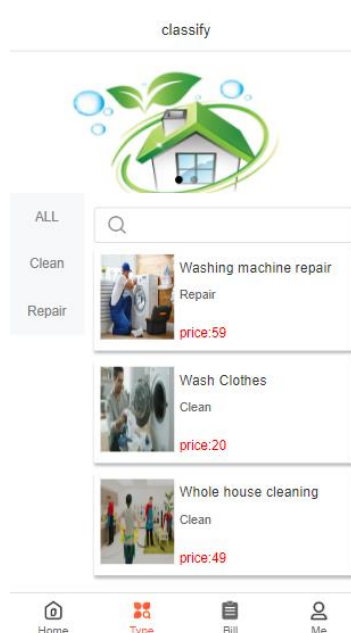 classify
ALL
Clean
Repair
Washing machine repair
Repair
price:59
Wash Clothes
Clean
price:20
Whole house cleaning
Clean
price:49
Home
Type
Bill
Me